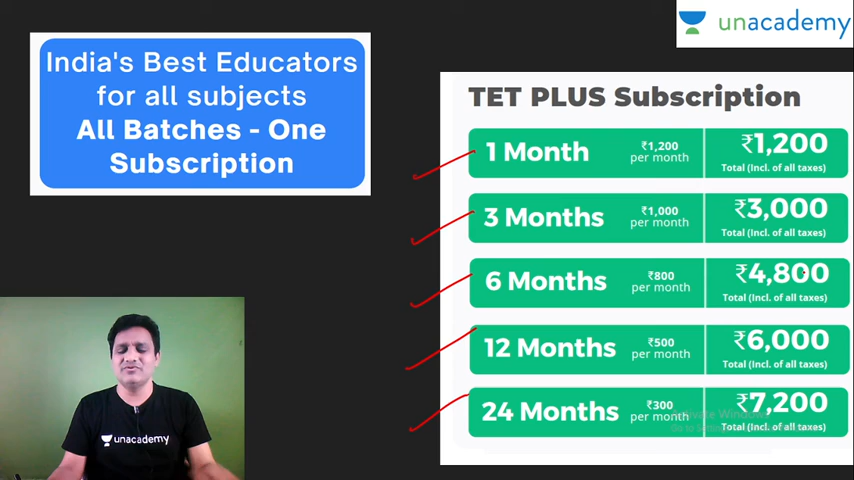 unacademy
India's Best Educators
for all subjects
All Batches - One
Subscription
TET PLUS Subscription
1 Month
₹1,200
per month
₹1,200
Total (Incl. of all taxes)
3 Months
₹1,000
per month
₹3,000
Total (Incl. of all taxes)
6 Months
₹800
per month
₹4,800
Total (Incl. of all taxes)
12 Months
₹500
per month
₹6,000
Total (Incl. of all taxes)
24 Months
₹300
per month
₹7,200
Total (Incl. of all taxes)
Activate Windows
unacademy